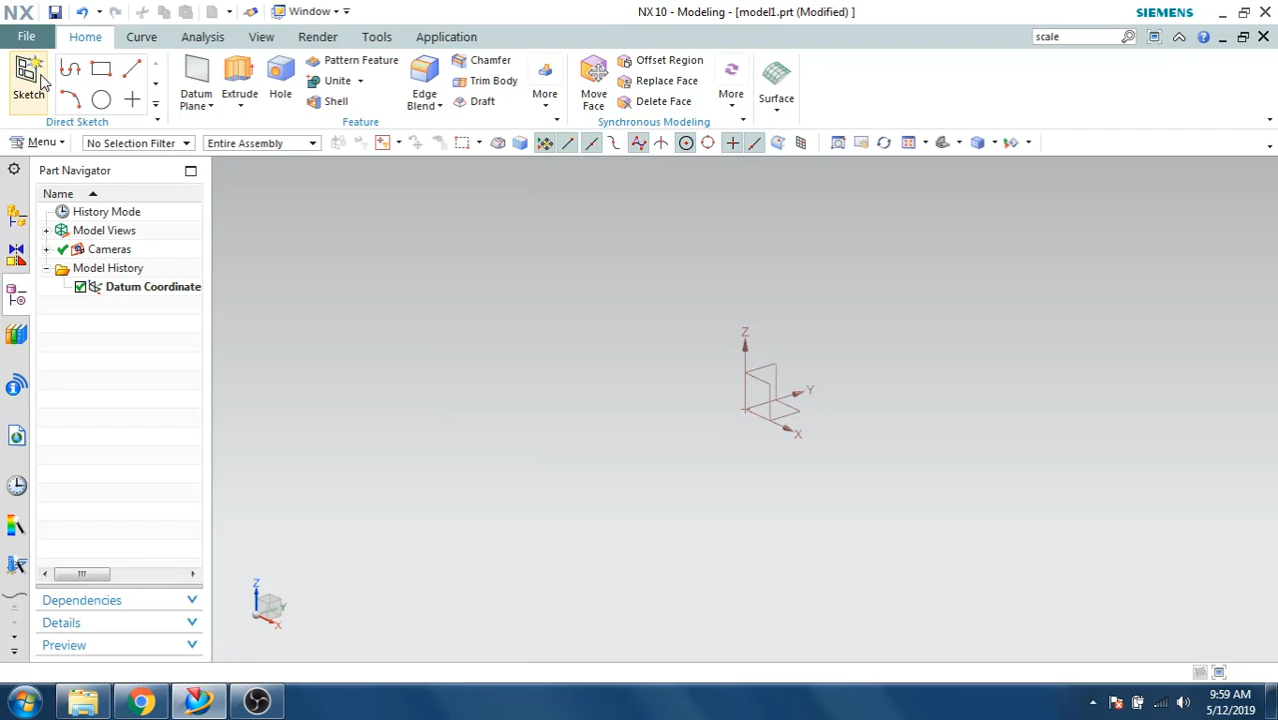 NX
Window
NX 10 - Modeling - [model1.prt (Modified) ]
SIEMENS
File
Home
Curve
Analysis
View
Render
Tools
Application
scale
Sketch
Direct Sketch
Datum
Plane
Extrude
Hole
Pattern Feature
Unite
Shell
Edge
Blend
Chamfer
Trim Body
Draft
More
Feature
Move
Face
Offset Region
Replace Face
Delete Face
More
Synchronous Modeling
Surface
Menu
No Selection Filter
Entire Assembly
Part Navigator
Name
History Mode
Model Views
Cameras
Model History
Datum Coordinate
Z
Y
X
Z
Y
X
Dependencies
Details
Preview
9:59 AM
5/12/2019